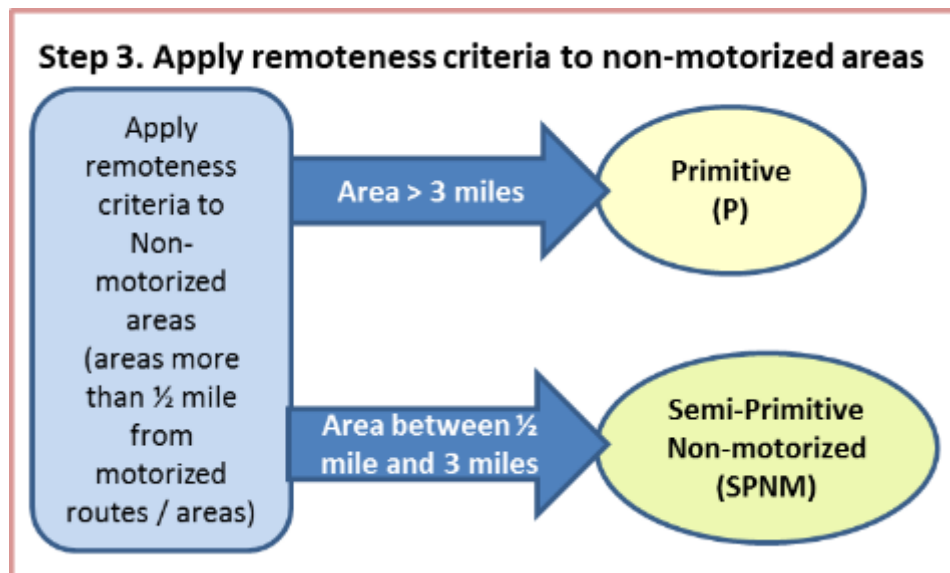 Step 3. Apply remoteness criteria to non-motorized areas
Apply
remoteness
criteria to
Non-
motorized
areas
(areas more
than ½ mile
from
motorized
routes / areas)
Area > 3 miles
Primitive
(P)
Area between ½
mile and 3 miles
Semi-Primitive
Non-motorized
(SPNM)